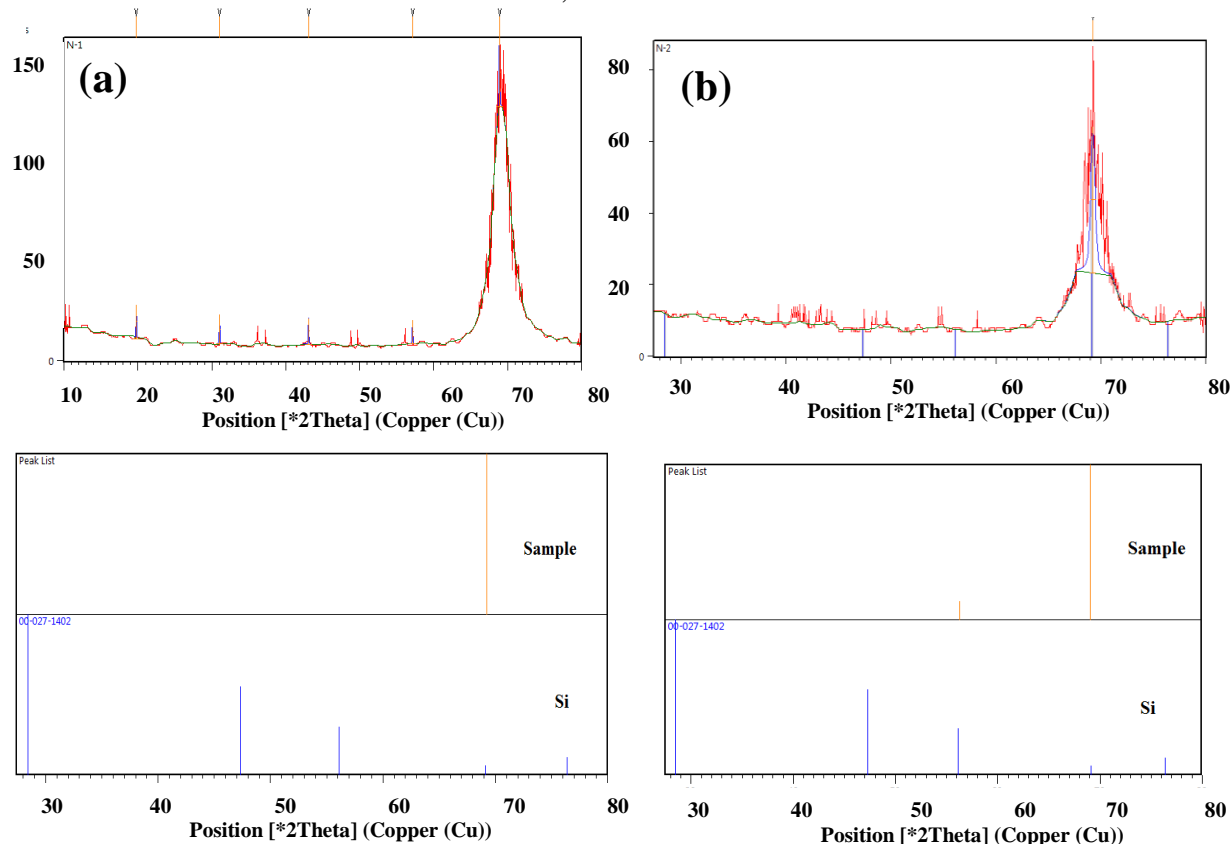 s
N-1
(a)
150
100
50
0
10 20 30 40 50 60 70 80
Position [*2Theta] (Copper (Cu))
N-2
(b)
80
60
40
20
0
30 40 50 60 70 80
Position [*2Theta] (Copper (Cu))
Peak List
Sample
00-027-1402
Si
30 40 50 60 70 80
Position [*2Theta] (Copper (Cu))
Peak List
Sample
00-027-1402
Si
30 40 50 60 70 80
Position [*2Theta] (Copper (Cu))